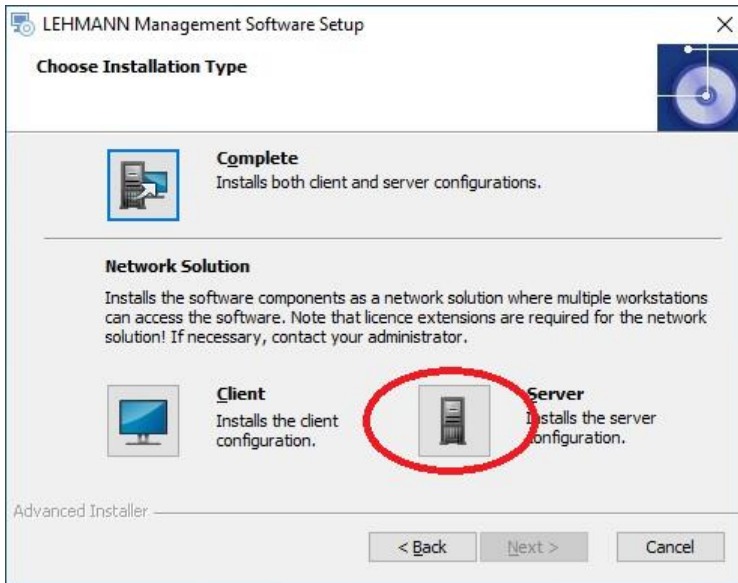 LEHMANN Management Software Setup
Choose Installation Type
Complete
Installs both client and server configurations.
Network Solution
Installs the software components as a network solution where multiple workstations
can access the software. Note that licence extensions are required for the network
solution! If necessary, contact your administrator.
Client
Installs the client
configuration.
Server
Installs the server
configuration.
Advanced Installer
< Back
Next >
Cancel